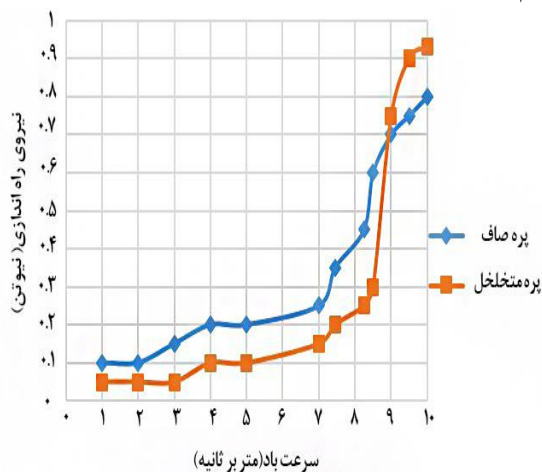 ۱
۰.۹
۰.۸
۰.۷
۰.۶
۰.۵
۰.۴
۰.۳
۰.۲
۰.۱
۰
نیروی راه اندازی(نیوتن)
۰ ۱ ۲ ۳ ۴ ۵ ۶ ۷ ۸ ۹ ۱۰
سرعت باد(متر بر ثانیه)
پره صاف
پره متخلخل